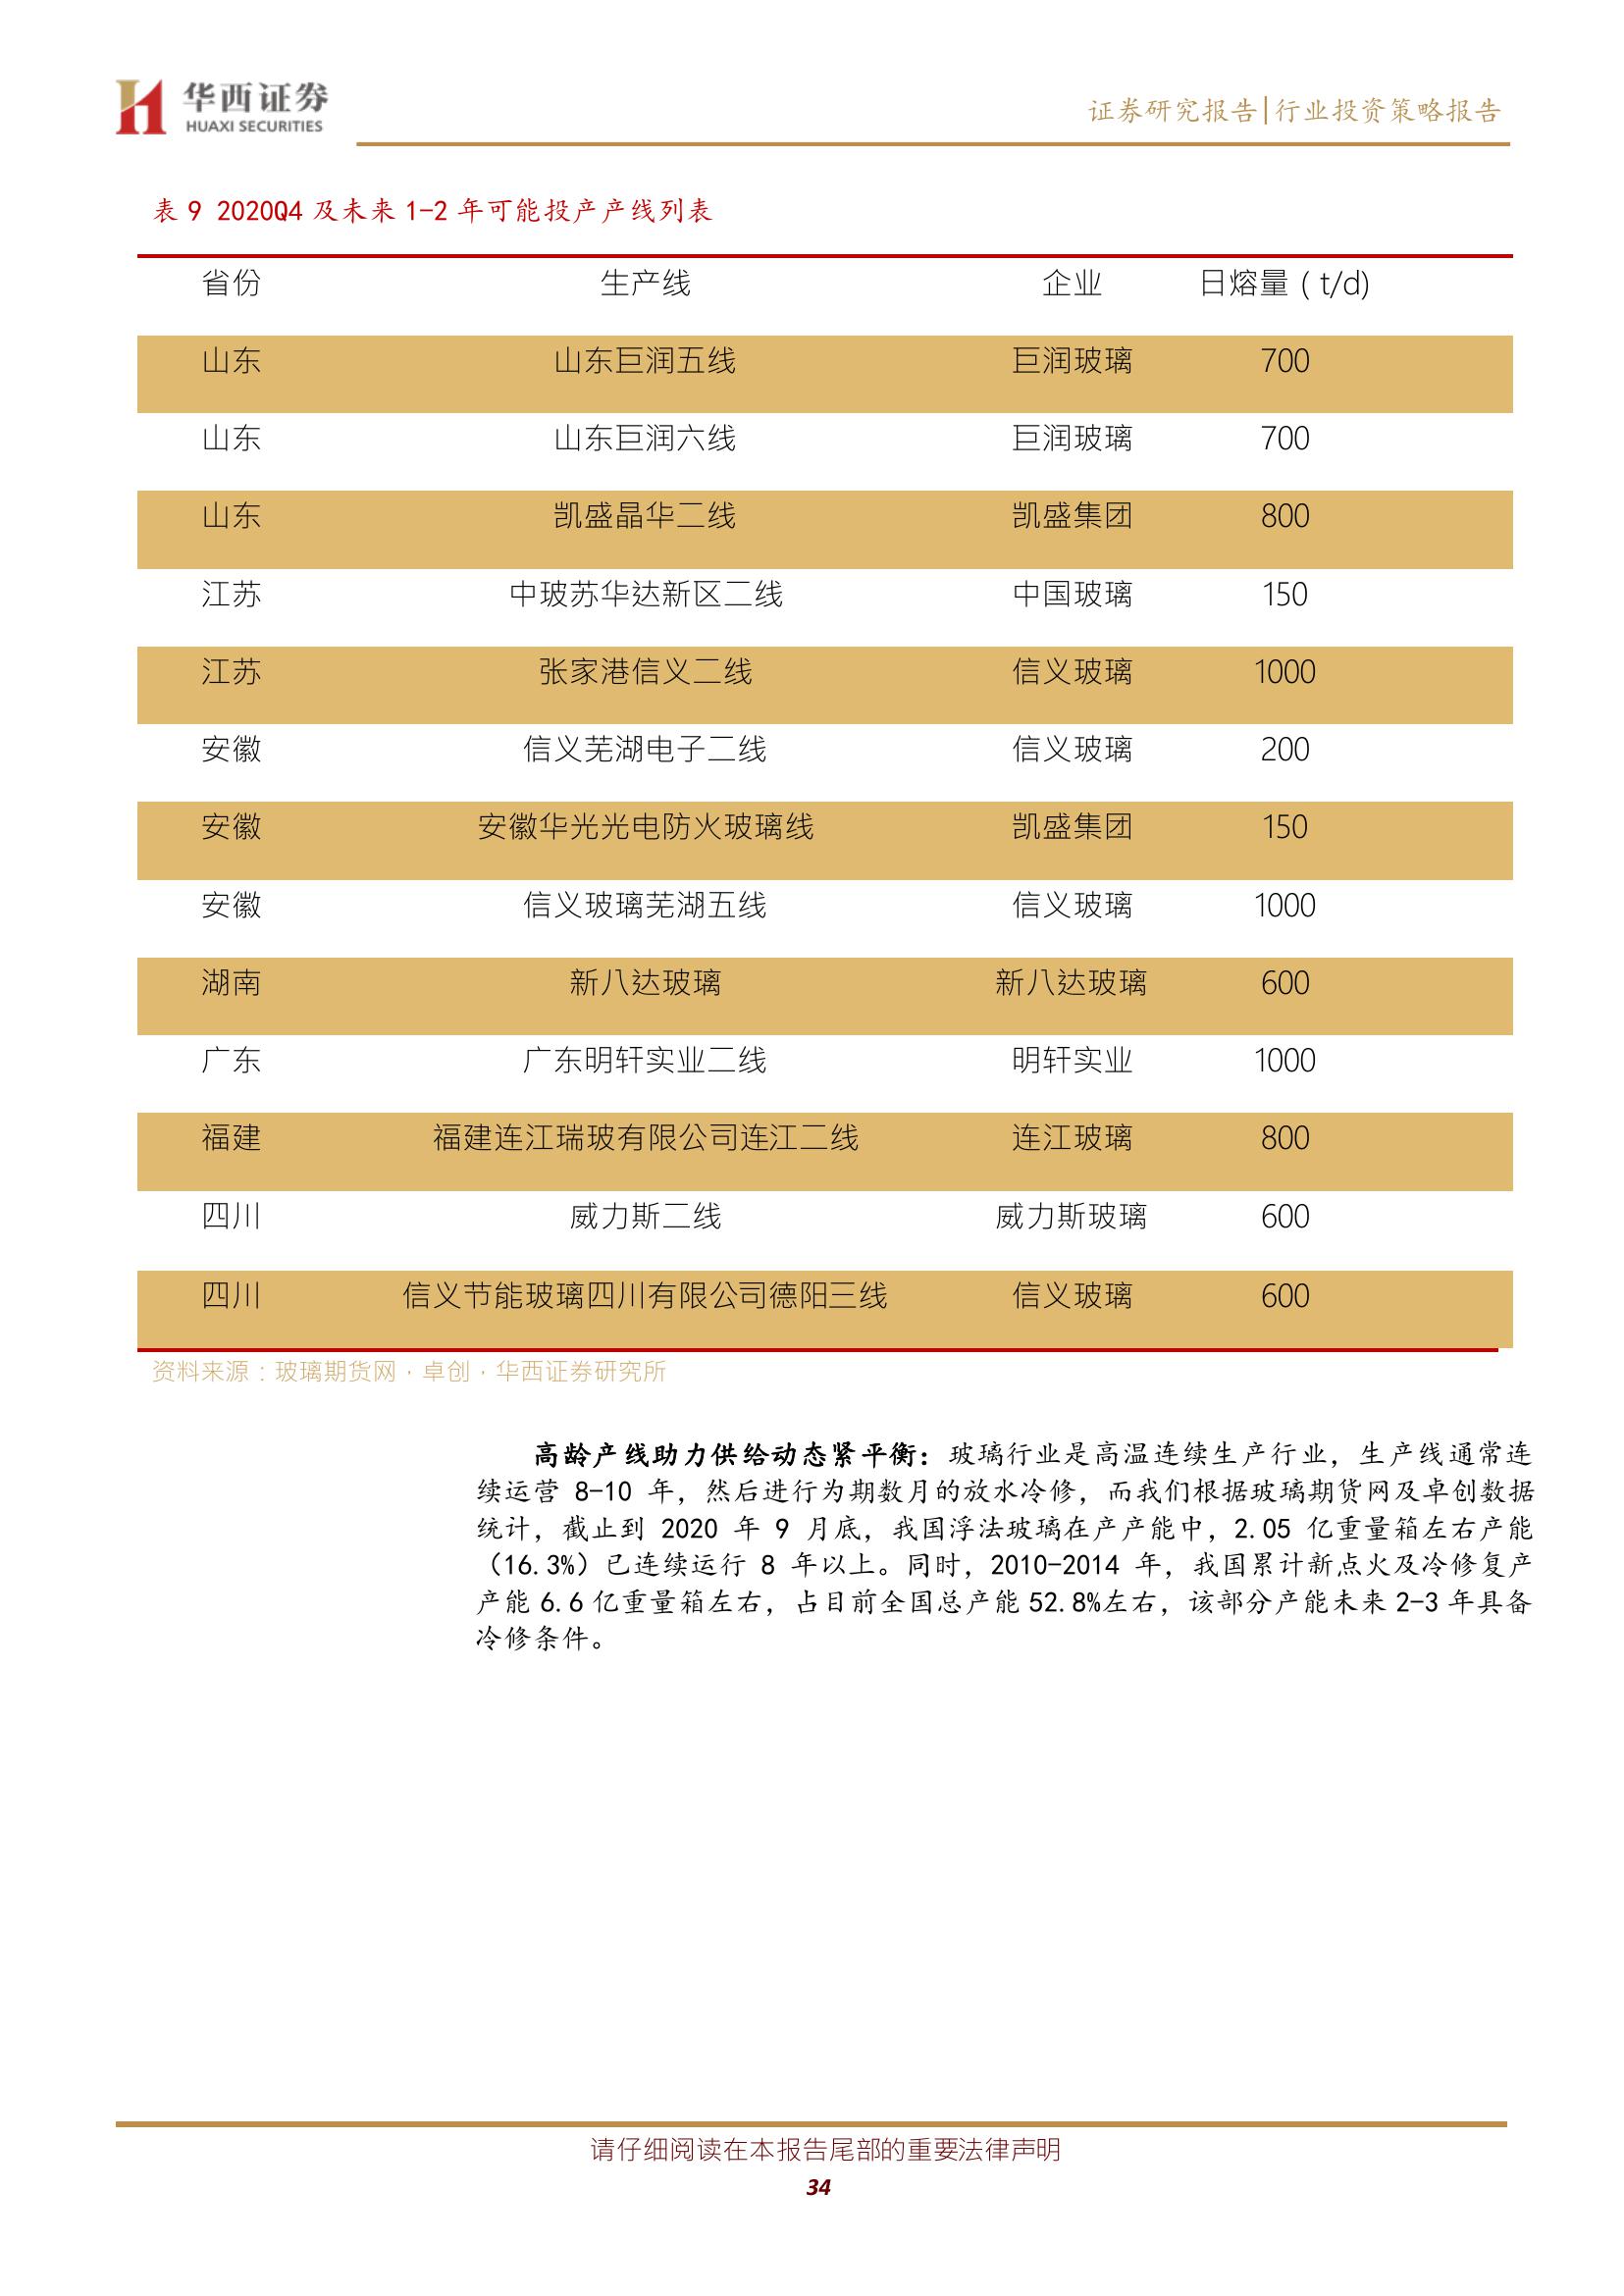 华西证券
HUAXI SECURITIES
证券研究报告|行业投资策略报告
表 9 2020Q4 及未来 1-2 年可能投产产线列表
省份 生产线 企业 日熔量（t/d)
山东 山东巨润五线 巨润玻璃 700
山东 山东巨润六线 巨润玻璃 700
山东 凯盛晶华二线 凯盛集团 800
江苏 中玻苏华达新区二线 中国玻璃 150
江苏 张家港信义二线 信义玻璃 1000
安徽 信义芜湖电子二线 信义玻璃 200
安徽 安徽华光光电防火玻璃线 凯盛集团 150
安徽 信义玻璃芜湖五线 信义玻璃 1000
湖南 新八达玻璃 新八达玻璃 600
广东 广东明轩实业二线 明轩实业 1000
福建 福建连江瑞玻有限公司连江二线 连江玻璃 800
四川 威力斯二线 威力斯玻璃 600
四川 信义节能玻璃四川有限公司德阳三线 信义玻璃 600
资料来源：玻璃期货网，卓创，华西证券研究所
高龄产线助力供给动态紧平衡：玻璃行业是高温连续生产行业，生产线通常连
续运营 8-10 年，然后进行为期数月的放水冷修，而我们根据玻璃期货网及卓创数据
统计，截止到 2020 年 9 月底，我国浮法玻璃在产产能中，2.05 亿重量箱左右产能
（16.3%）已连续运行 8 年以上。同时，2010-2014 年，我国累计新点火及冷修复产
产能 6.6 亿重量箱左右，占目前全国总产能 52.8%左右，该部分产能未来 2-3 年具备
冷修条件。
请仔细阅读在本报告尾部的重要法律声明
34